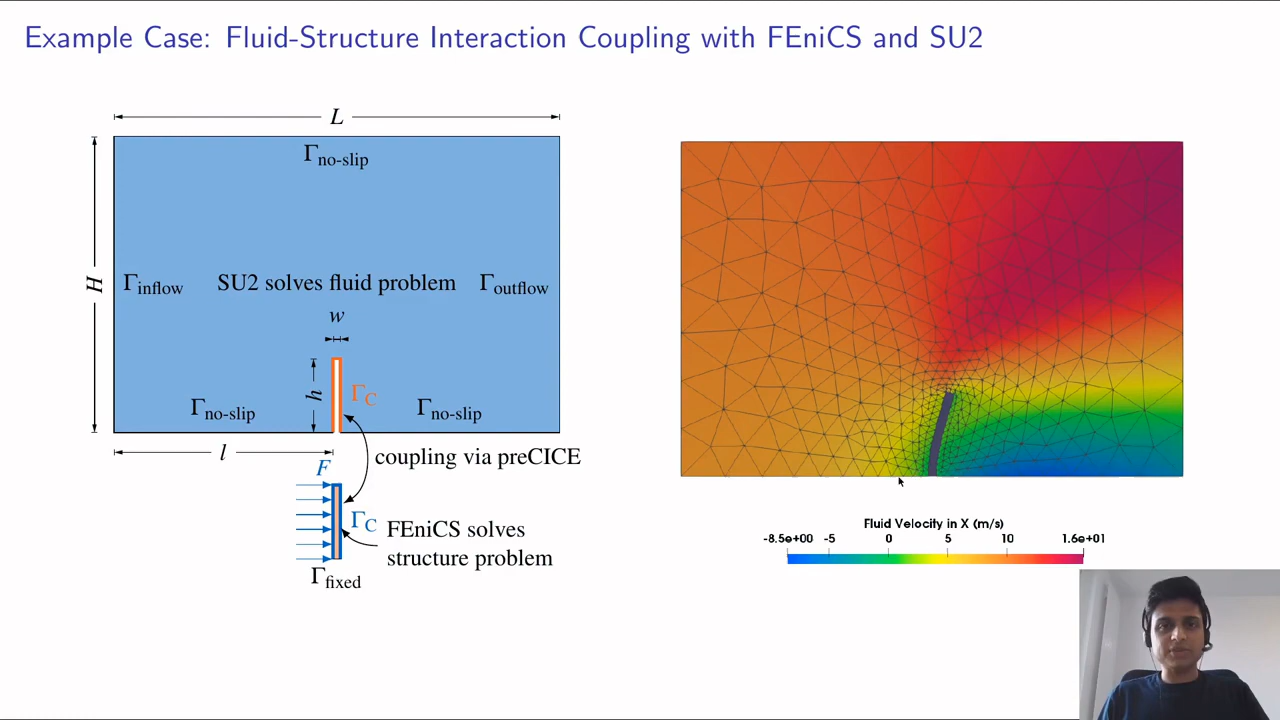 Example Case: Fluid-Structure Interaction Coupling with FEniCS and SU2
L
Γno-slip
H
Γinflow
SU2 solves fluid problem
Γoutflow
w
h
ΓC
Γno-slip
Γno-slip
l
coupling via preCICE
F
ΓC
FEniCS solves
structure problem
Γfixed
Fluid Velocity in X (m/s)
-8.5e+00 -5 0 5 10 1.6e+01